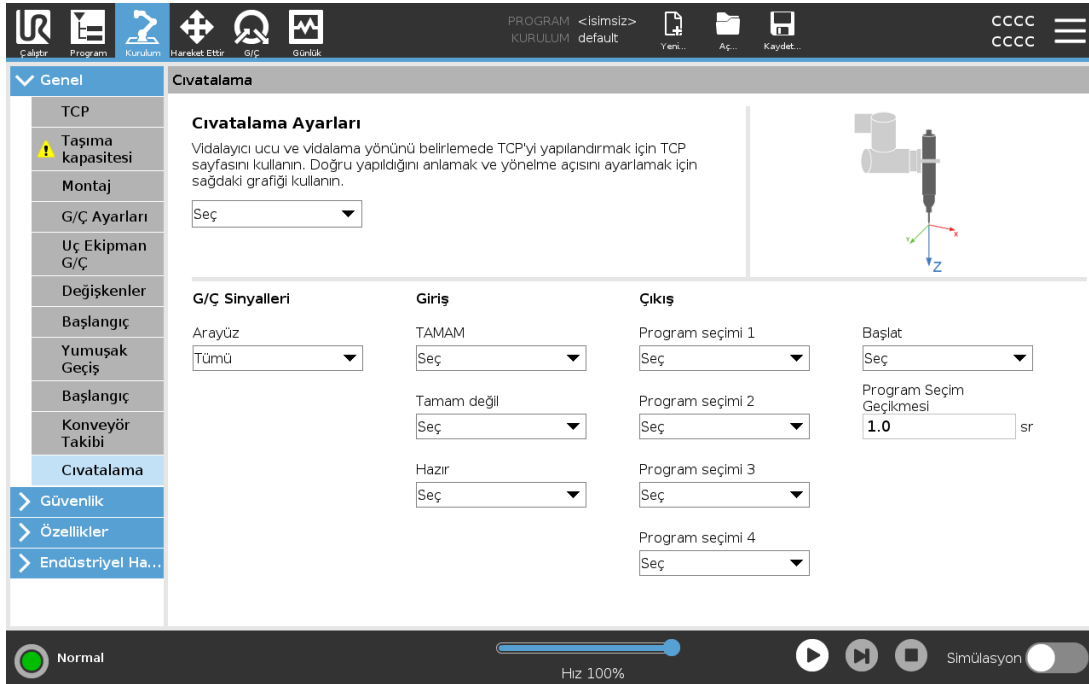 UR
Çalıştır
Program
Kurulum
Hareket Ettir
G/Ç
Günlük
PROGRAM <isimsiz>
KURULUM default
Yeni...
Aç...
Kaydet...
CCCC
CCCC
Genel
TCP
Taşıma
kapasitesi
Montaj
G/Ç Ayarları
Uç Ekipman
G/Ç
Değişkenler
Başlangıç
Yumuşak
Geçiş
Başlangıç
Konveyör
Takibi
Cıvatalama
Güvenlik
Özellikler
Endüstriyel Ha...
Cıvatalama
Cıvatalama Ayarları
Vidalayıcı ucu ve vidalama yönünü belirlemede TCP'yi yapılandırmak için TCP
sayfasını kullanın. Doğru yapıldığını anlamak ve yönelme açısını ayarlamak için
sağdaki grafiği kullanın.
Seç
X
Y
Z
G/Ç Sinyalleri
Arayüz
Tümü
Giriş
TAMAM
Seç
Tamam değil
Seç
Hazır
Seç
Çıkış
Program seçimi 1
Seç
Program seçimi 2
Seç
Program seçimi 3
Seç
Program seçimi 4
Seç
Başlat
Seç
Program Seçim
Geçikmesi
1.0 sr
Normal
Hız 100%
Simülasyon